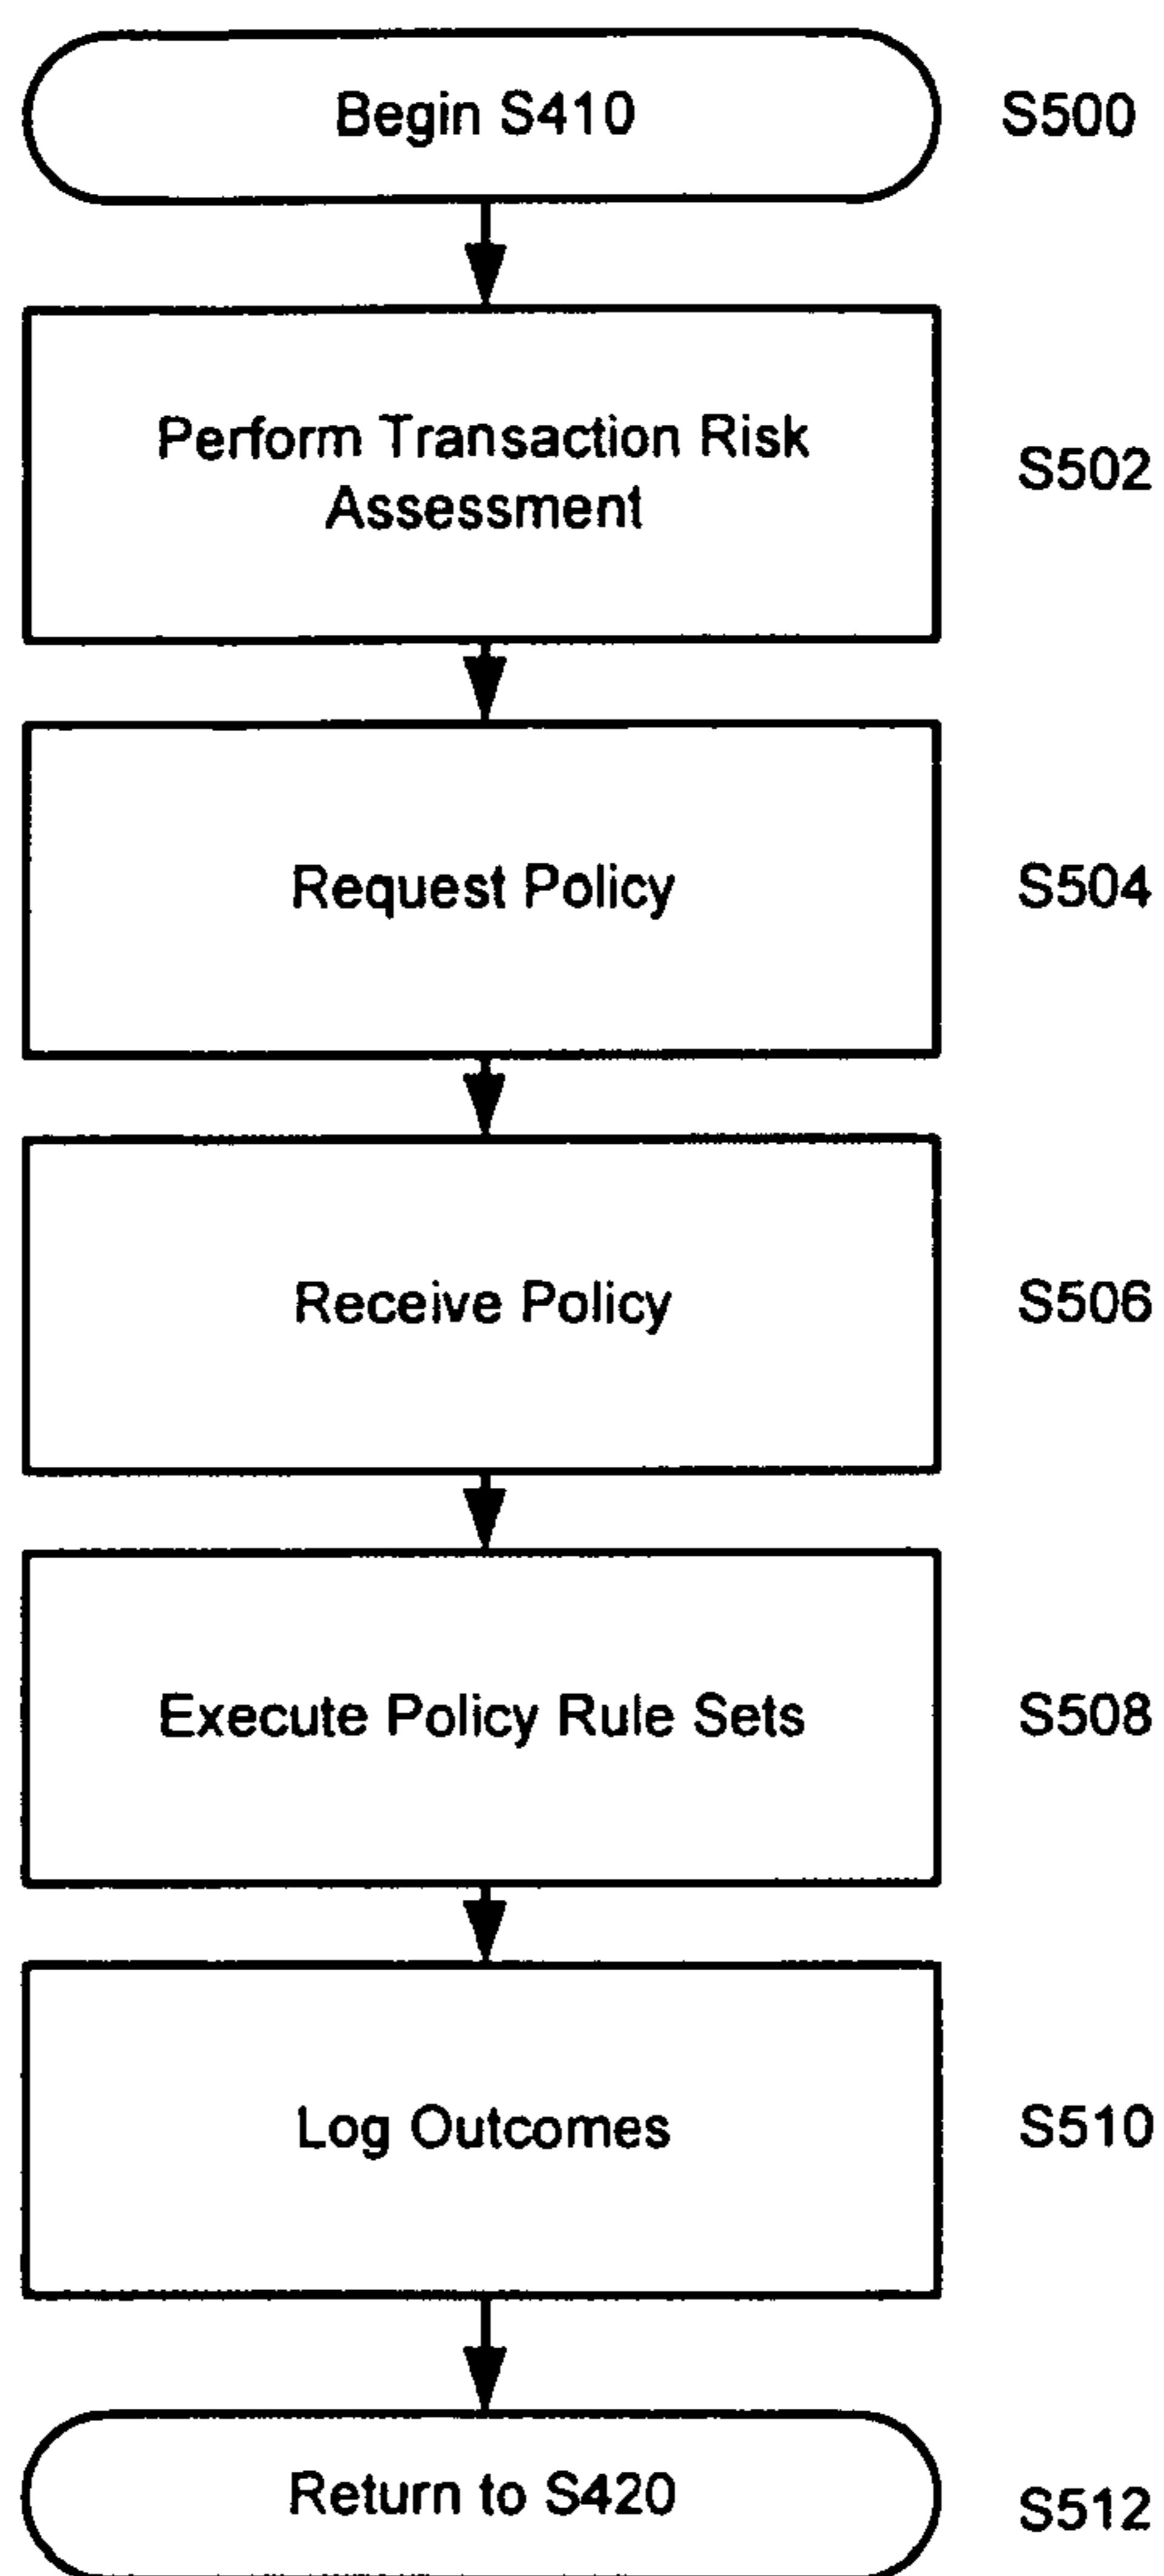 Begin S410
S500
Perform Transaction Risk
Assessment
S502
Request Policy
S504
Receive Policy
S506
Execute Policy Rule Sets
S508
Log Outcomes
S510
Return to S420
S512